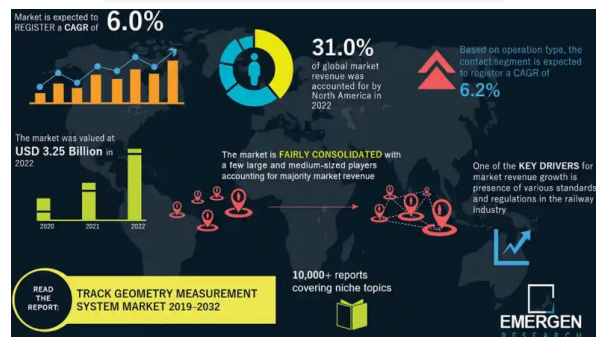 Market is expected to
REGISTER a CAGR of
6.0%
31.0%
of global market
revenue was
accounted for by
North America in
2022
Based on operation type, the
contact segment is expected
to register a CAGR of
6.2%
The market was valued at
USD 3.25 Billion in
2022
2020
2021
2022
The market is FAIRLY CONSOLIDATED with
a few large and medium-sized players
accounting for majority market revenue
One of the KEY DRIVERS for
market revenue growth is
presence of various standards
and regulations in the railway
industry
READ
THE
REPORT:
TRACK GEOMETRY MEASUREMENT
SYSTEM MARKET 2019–2032
10,000+ reports
covering niche topics
EMERGEN
RESEARCH